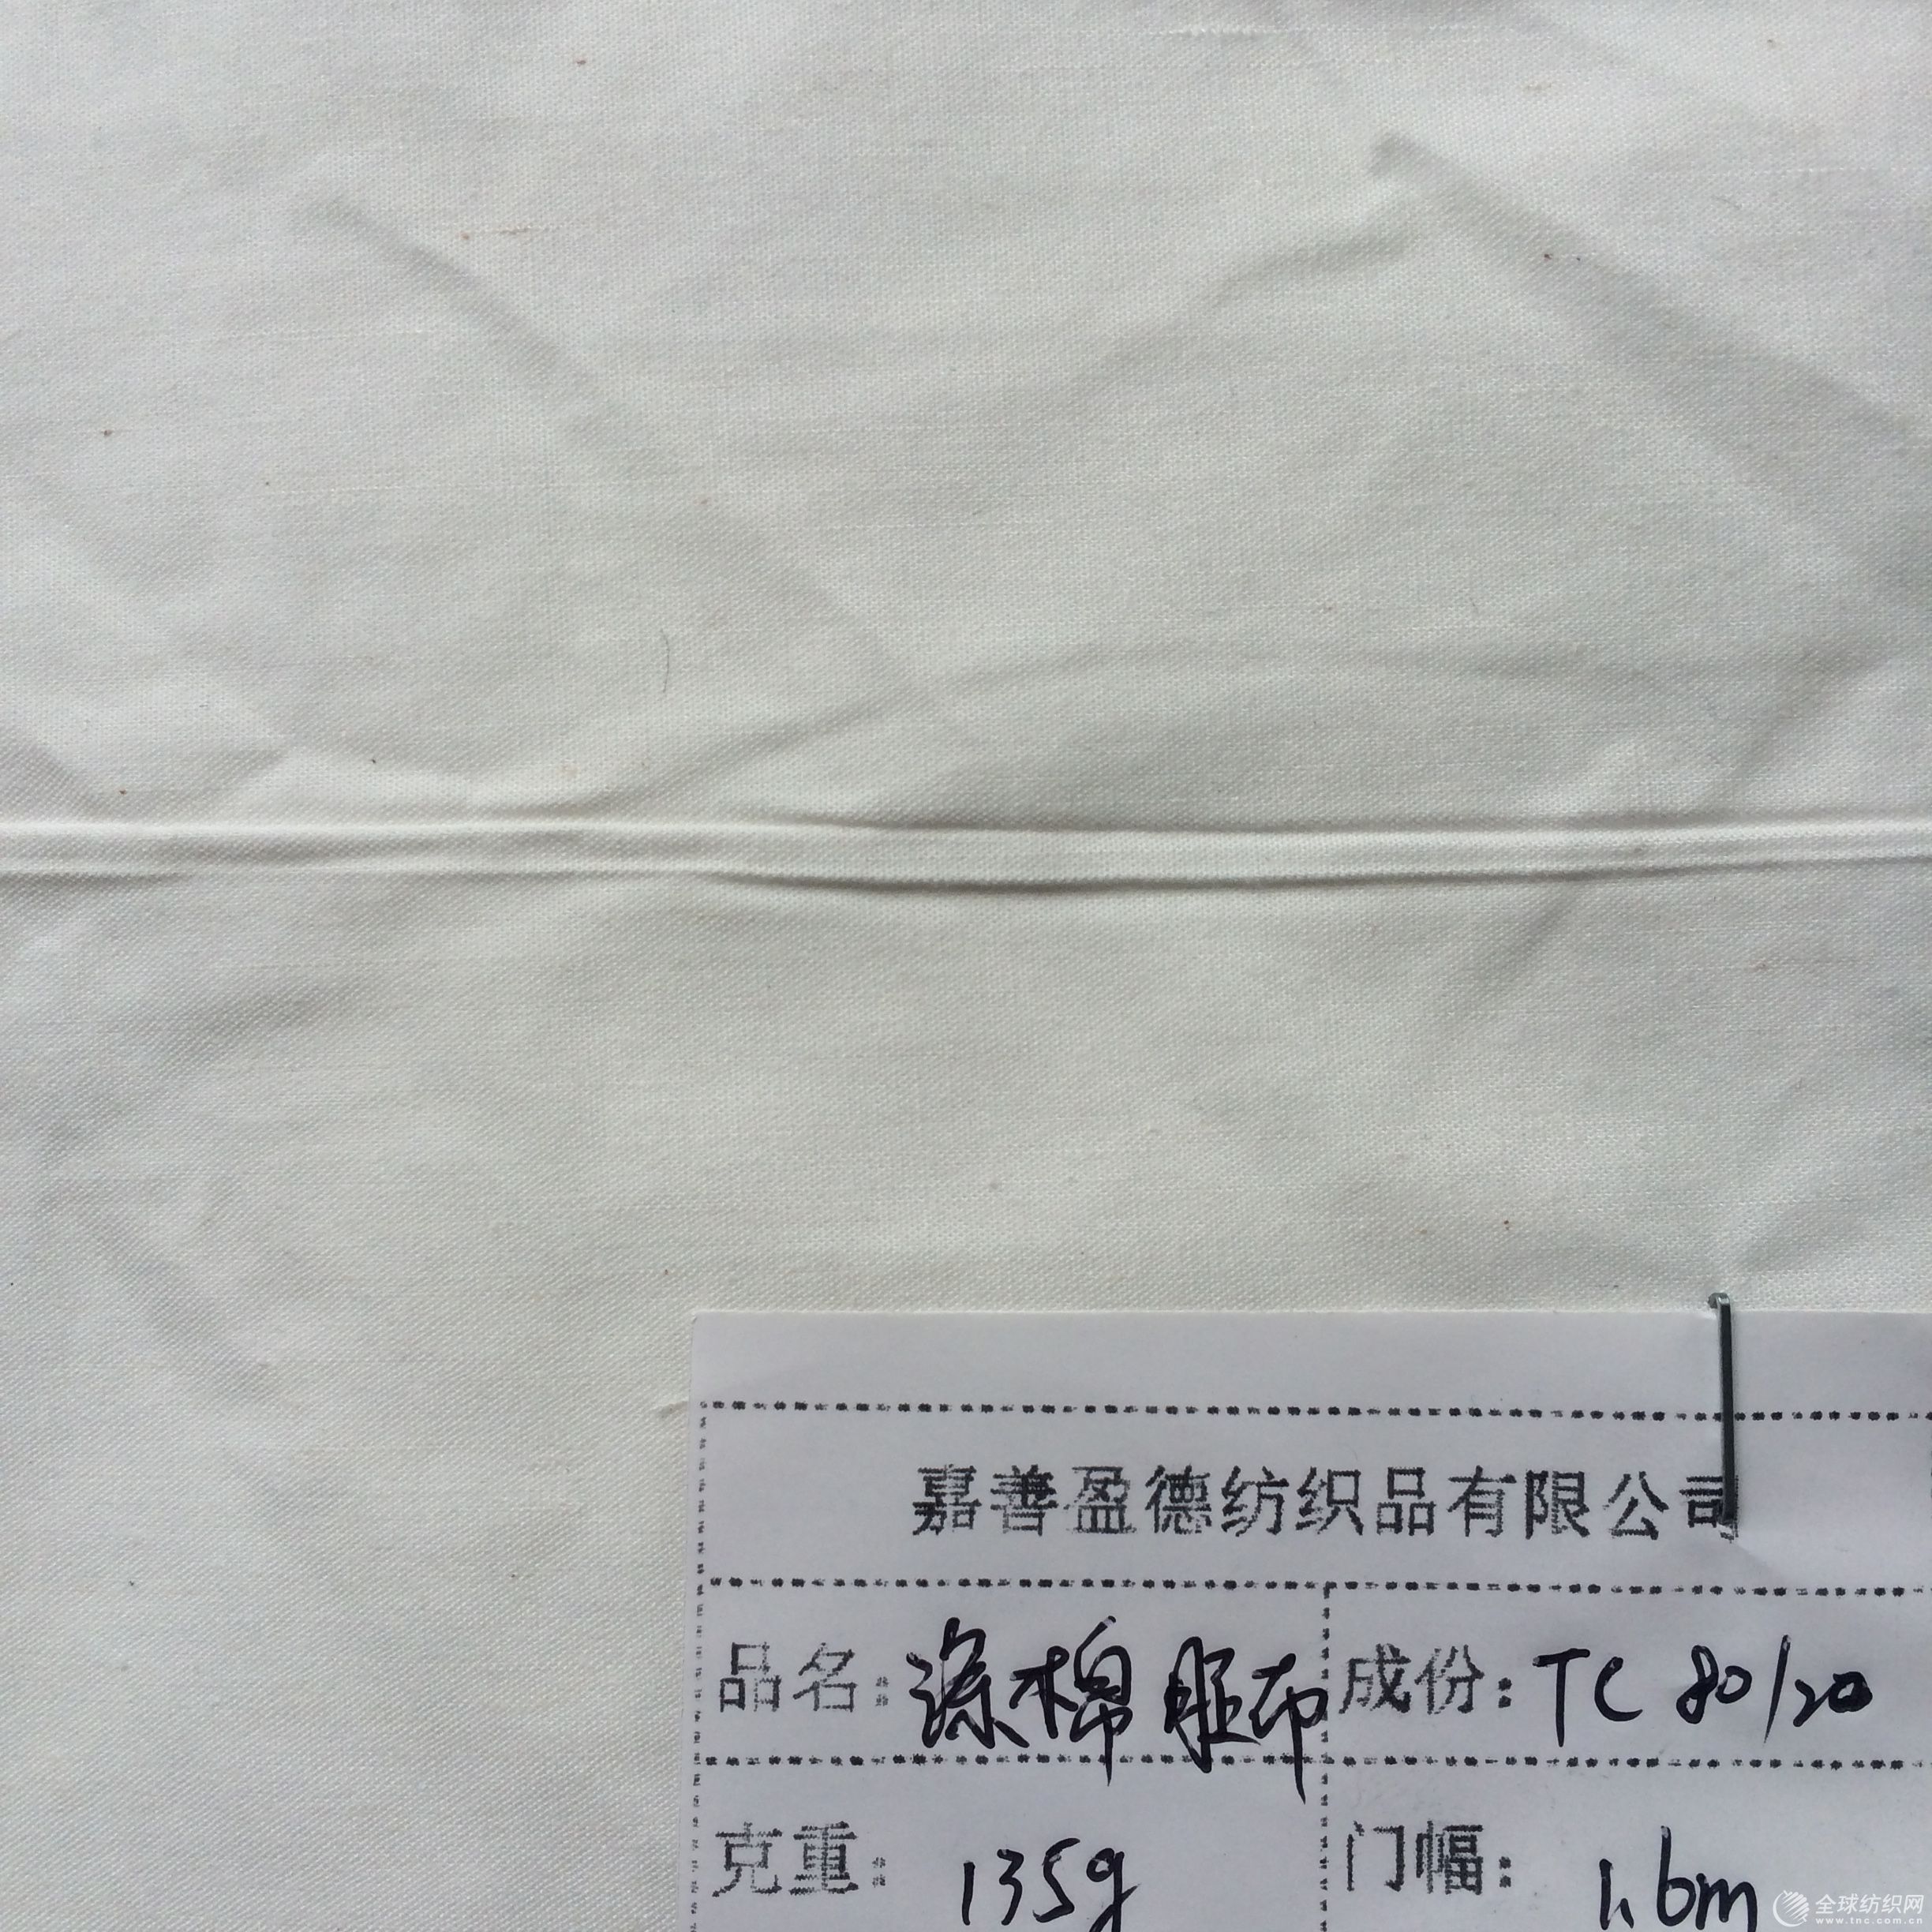 嘉善盈德纺织品有限公司
品名: 涤棉胚布 成份: TC 80/20
克重: 135g 门幅: 1.6m
全球纺织网
www.tnc.com.cn